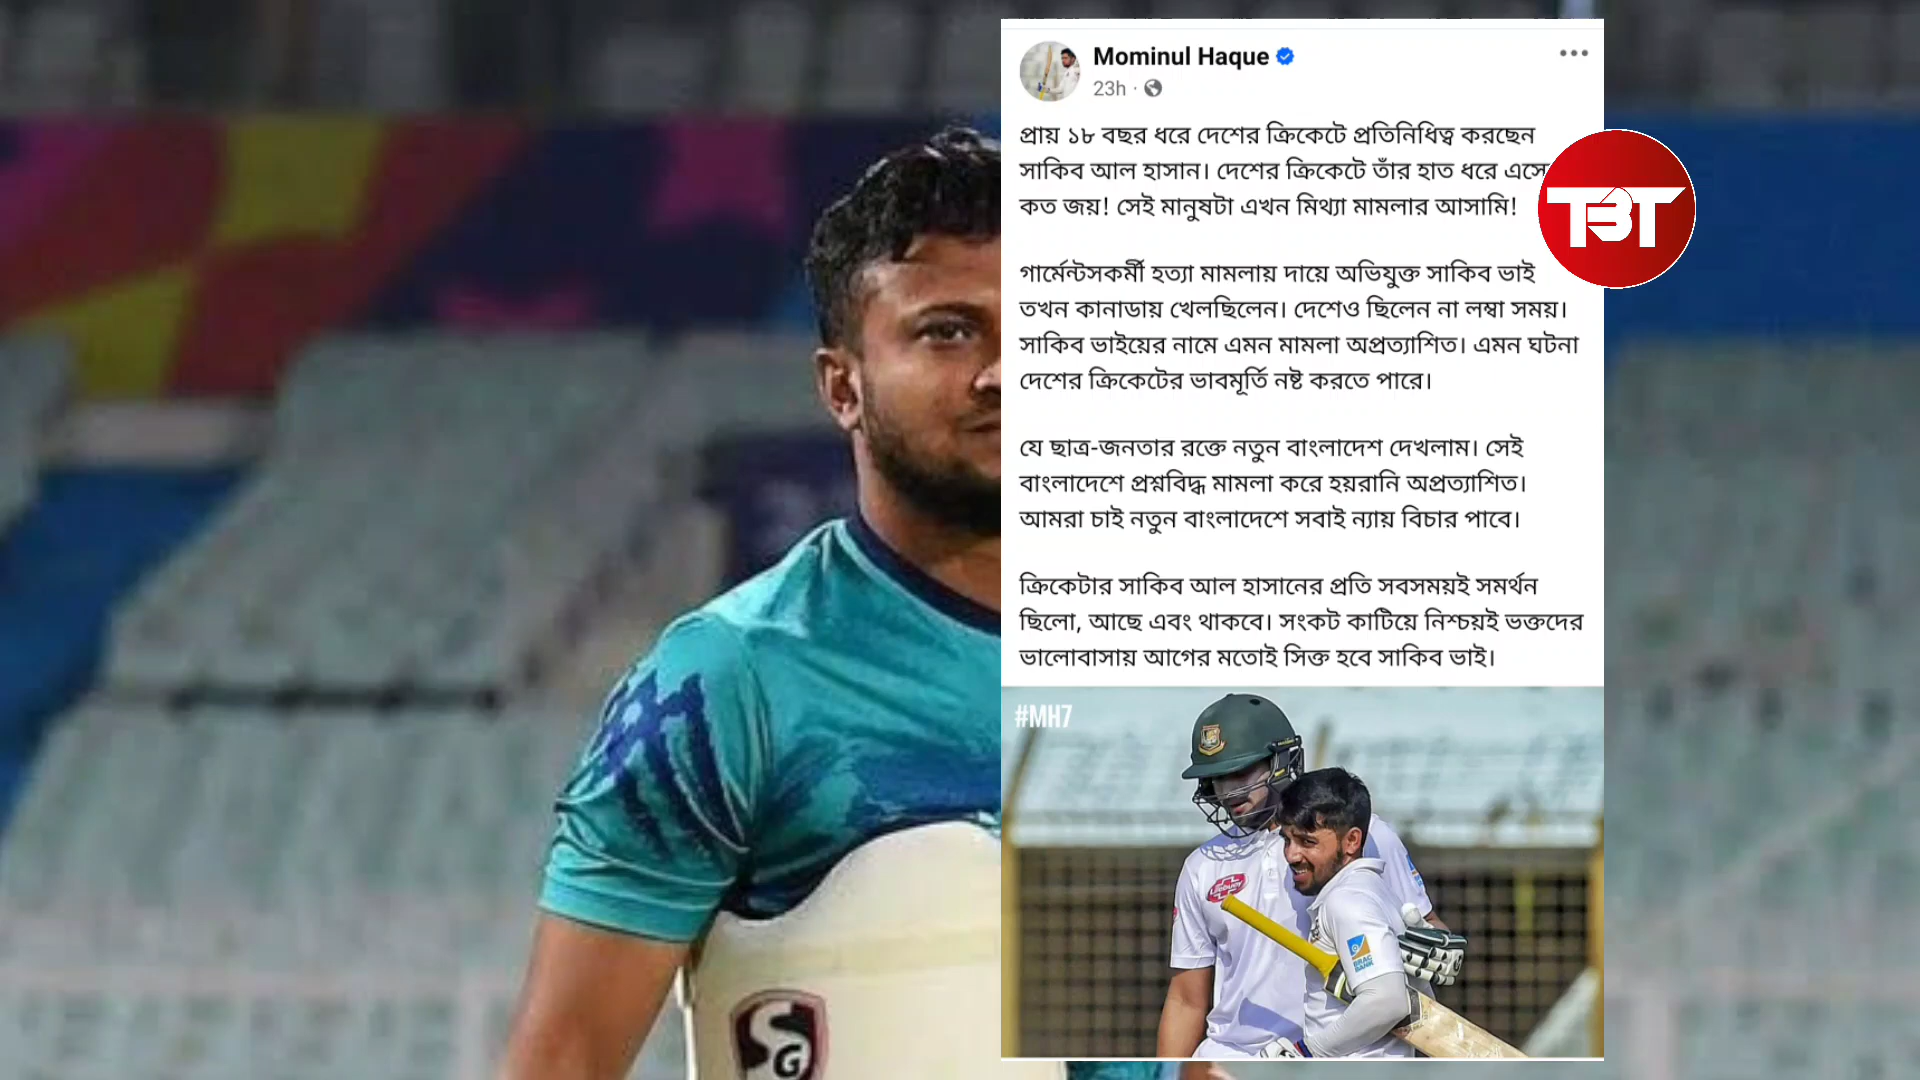 Mominul Haque
23h ·
প্রায় ১৮ বছর ধরে দেশের ক্রিকেটে প্রতিনিধিত্ব করছেন
সাকিব আল হাসান। দেশের ক্রিকেটে তাঁর হাত ধরে
কত জয়! সেই মানুষটা এখন মিথ্যা মামলার আসামি!
গার্মেন্টসকর্মী হত্যা মামলায় দায়ে অভিযুক্ত সাকিব ভাই
তখন কানাডায় খেলছিলেন। দেশেও ছিলেন না লম্বা সময়।
সাকিব ভাইয়ের নামে এমন মামলা অপ্রত্যাশিত। এমন ঘটনা
দেশের ক্রিকেটের ভাবমূর্তি নষ্ট করতে পারে।
যে ছাত্র-জনতার রক্তে নতুন বাংলাদেশ দেখলাম। সেই
বাংলাদেশে প্রশ্নবিদ্ধ মামলা করে হয়রানি অপ্রত্যাশিত।
আমরা চাই নতুন বাংলাদেশে সবাই ন্যায় বিচার পাবে।
ক্রিকেটার সাকিব আল হাসানের প্রতি সবসময়ই সমর্থন
ছিলো, আছে এবং থাকবে। সংকট কাটিয়ে নিশ্চয়ই ভক্তদের
ভালোবাসায় আগের মতোই সিক্ত হবে সাকিব ভাই।
TBT
#MH7
Lifebuoy
BRAC
BANK
SG